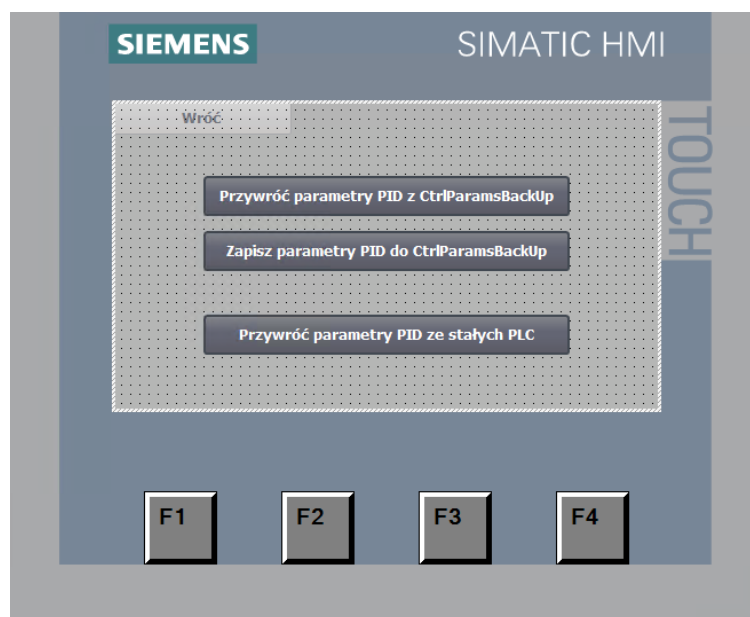 SIEMENS
SIMATIC HMI
TOUCH
Wróć
Przywróć parametry PID z CtrlParamsBackUp
Zapisz parametry PID do CtrlParamsBackUp
Przywróć parametry PID ze stałych PLC
F1
F2
F3
F4